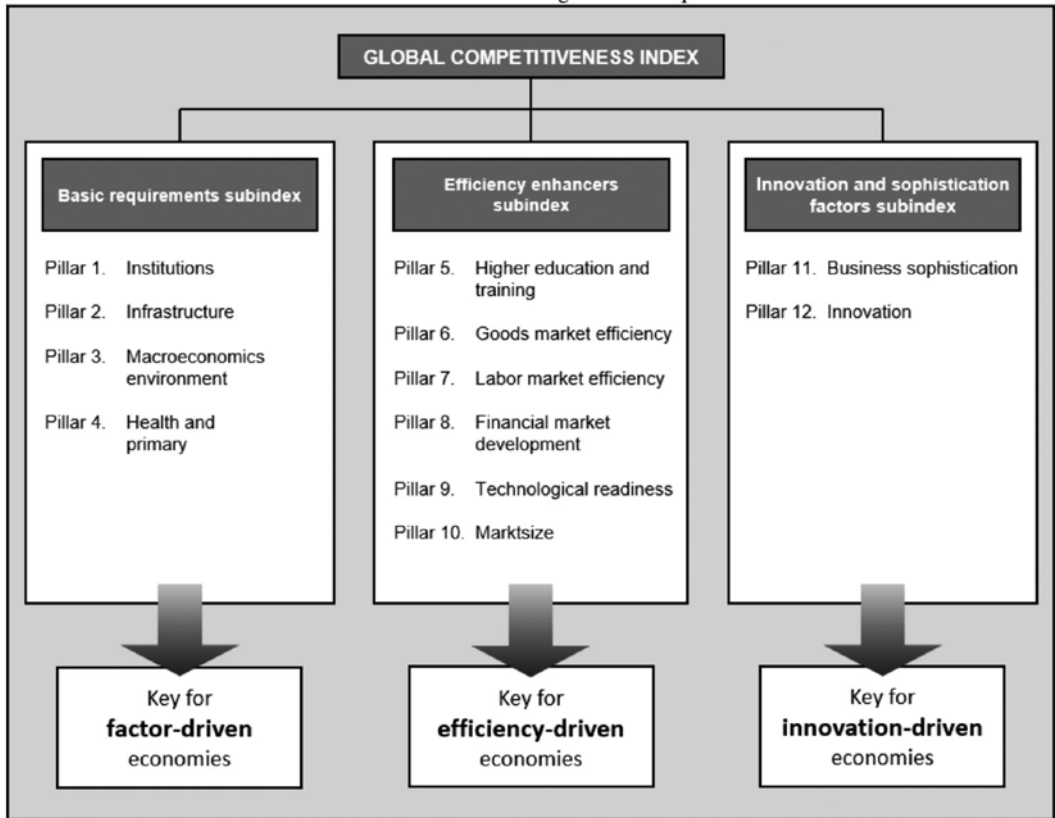 GLOBAL COMPETITIVENESS INDEX
Basic requirements subindex
Pillar 1. Institutions
Pillar 2. Infrastructure
Pillar 3. Macroeconomics
environment
Pillar 4. Health and
primary
Key for
factor-driven
economies
Efficiency enhancers
subindex
Pillar 5. Higher education and
training
Pillar 6. Goods market efficiency
Pillar 7. Labor market efficiency
Pillar 8. Financial market
development
Pillar 9. Technological readiness
Pillar 10. Marktsize
Key for
efficiency-driven
economies
Innovation and sophistication
factors subindex
Pillar 11. Business sophistication
Pillar 12. Innovation
Key for
innovation-driven
economies